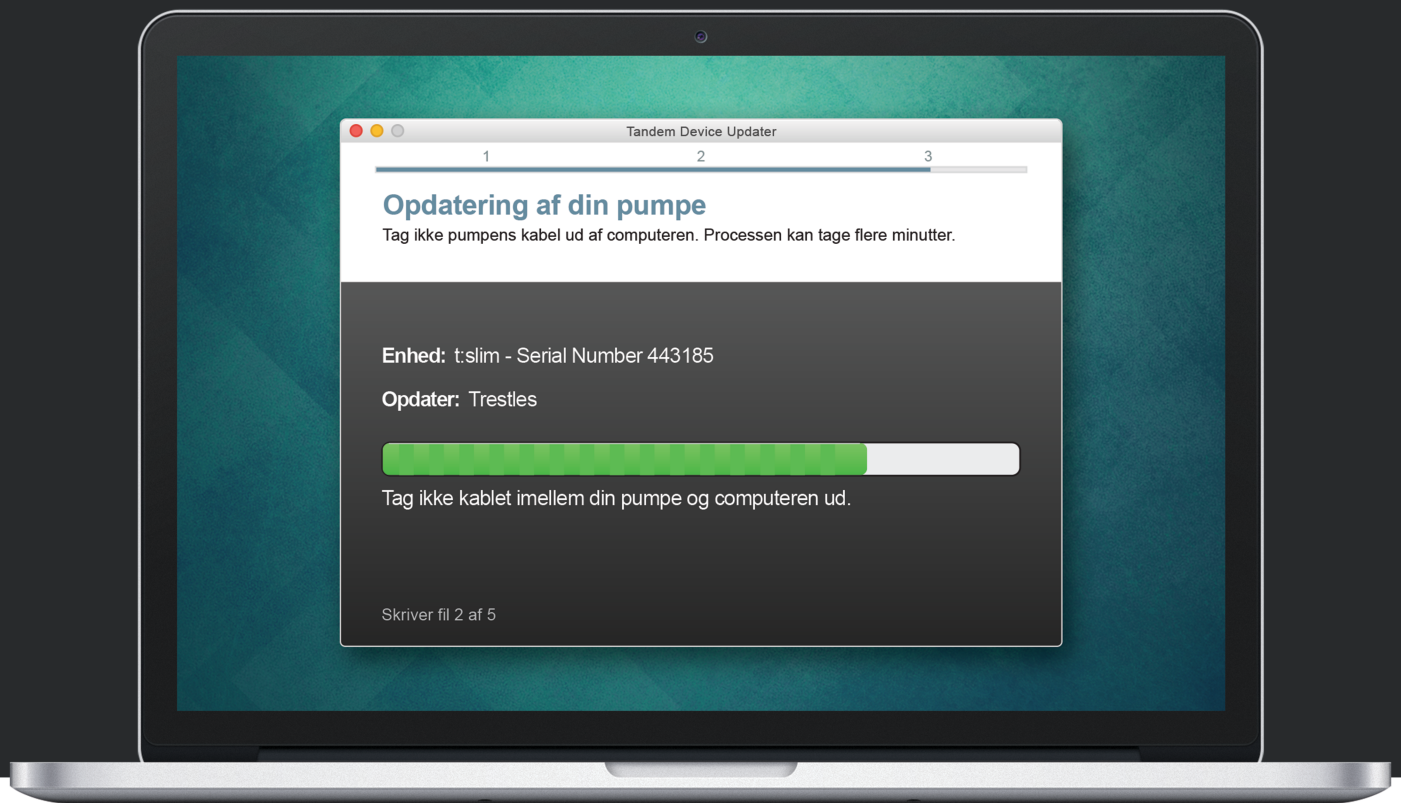 Tandem Device Updater
1 2 3
Opdatering af din pumpe
Tag ikke pumpens kabel ud af computeren. Processen kan tage flere minutter.
Enhed: t:slim - Serial Number 443185
Opdater: Trestles
Tag ikke kablet imellem din pumpe og computeren ud.
Skriver fil 2 af 5